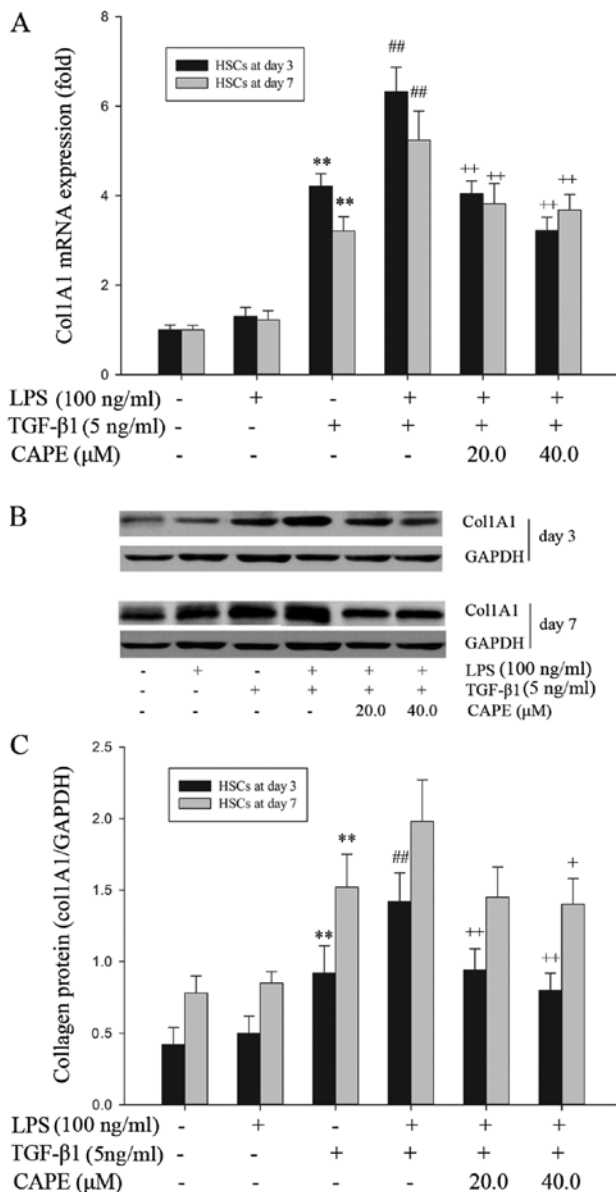 A
Col1A1 mRNA expression (fold)
8
6
4
2
0
HSCs at day 3
HSCs at day 7
** ** ## ## ++ ++ ++ ++
LPS (100 ng/ml) - + - + + +
TGF-β1 (5 ng/ml) - - + + + +
CAPE (μM) - - - - 20.0 40.0
B
Col1A1
GAPDH
day 3
Col1A1
GAPDH
day 7
- + - + + + LPS (100 ng/ml)
- - + + + + TGF-β1 (5 ng/ml)
- - - - 20.0 40.0 CAPE (μM)
C
Collagen protein (col1A1/GAPDH)
2.5
2.0
1.5
1.0
0.5
0.0
HSCs at day 3
HSCs at day 7
** ** ## ++ ++ +
LPS (100 ng/ml) - + - + + +
TGF-β1 (5ng/ml) - - + + + +
CAPE (μM) - - - - 20.0 40.0